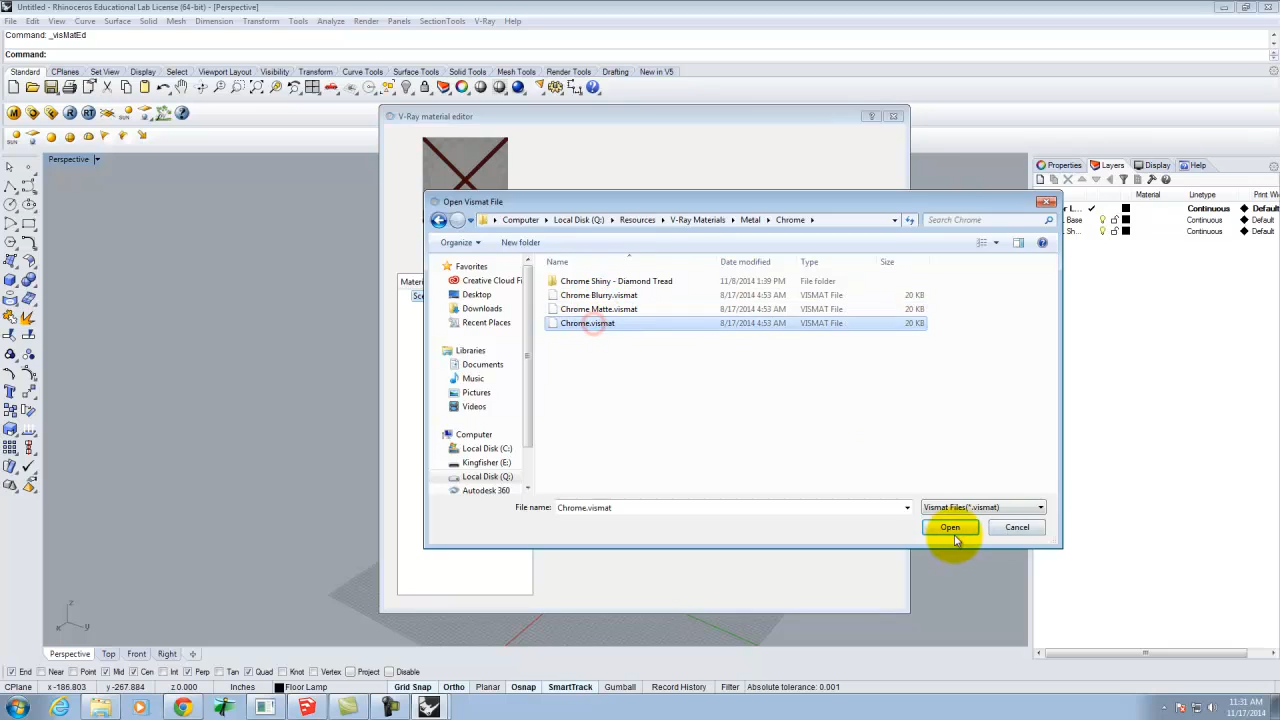 Untitled - Rhinoceros Educational Lab License (64-bit) - [Perspective]
File Edit View Curve Surface Solid Mesh Dimension Transform Tools Analyze Render Panels SectionTools V-Ray Help
Command: _visMatEd
Command:
Standard CPlanes Set View Display Select Viewport Layout Visibility Transform Curve Tools Surface Tools Solid Tools Mesh Tools Render Tools Drafting New in V5
V-Ray material editor
Perspective
Properties Layers Display Help
Open Vismat File
Material Linetype Print Wi
Computer Local Disk (Q:) Resources V-Ray Materials Metal Chrome Search Chrome
Continuous Default
Base Continuous Default
Sh... Continuous Default
Organize New folder
Name Date modified Type Size
Favorites
Creative Cloud Fi
Desktop
Downloads
Recent Places
Libraries
Documents
Music
Pictures
Videos
Computer
Local Disk (C:)
Kingfisher (E:)
Local Disk (Q:)
Autodesk 360
Chrome Shiny - Diamond Tread 11/8/2014 1:39 PM File folder
Chrome Blurry.vismat 8/17/2014 4:53 AM VISMAT File 20 KB
Chrome Matte.vismat 8/17/2014 4:53 AM VISMAT File 20 KB
Chrome.vismat 8/17/2014 4:53 AM VISMAT File 20 KB
File name: Chrome.vismat Vismat Files(*.vismat)
Open Cancel
z
x y
Perspective Top Front Right
End Near Point Mid Cen Int Perp Tan Quad Knot Vertex Project Disable
CPlane x -186.803 y -267.884 z 0.000 Inches Floor Lamp Grid Snap Ortho Planar Osnap SmartTrack Gumball Record History Filter Absolute tolerance: 0.001
11:31 AM
11/17/2014